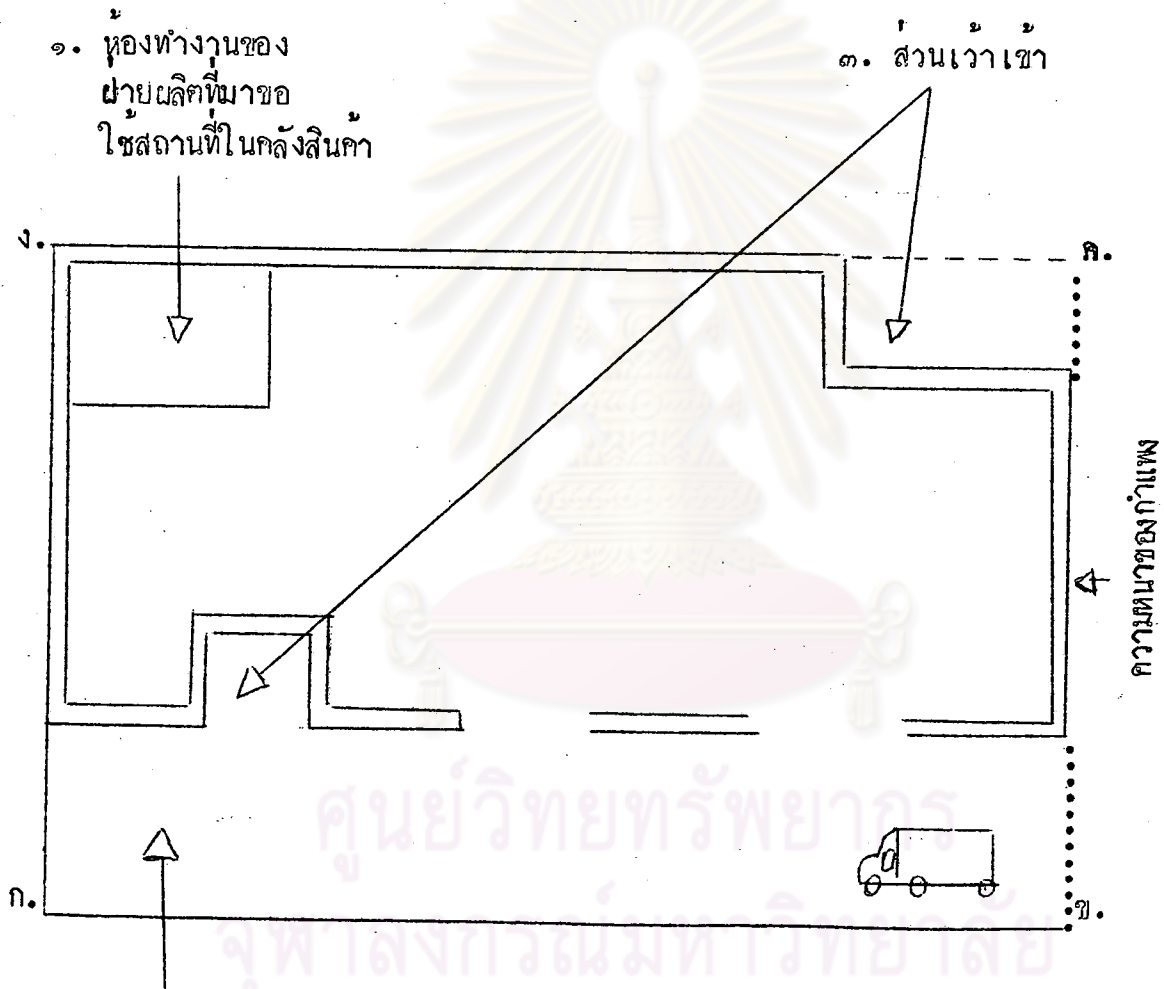 ๑. ห้องทำงานของ
ฝ่ายผลิตที่มาขอ
ใช้สถานที่ในคลังสินค้า
๓. ส่วนเว้าเข้า
ง.
ค.
ความหนาของกำแพง
ก.
ข.
ศูนย์วิทยทรัพยากร
จุฬาลงกรณ์มหาวิทยาลัย